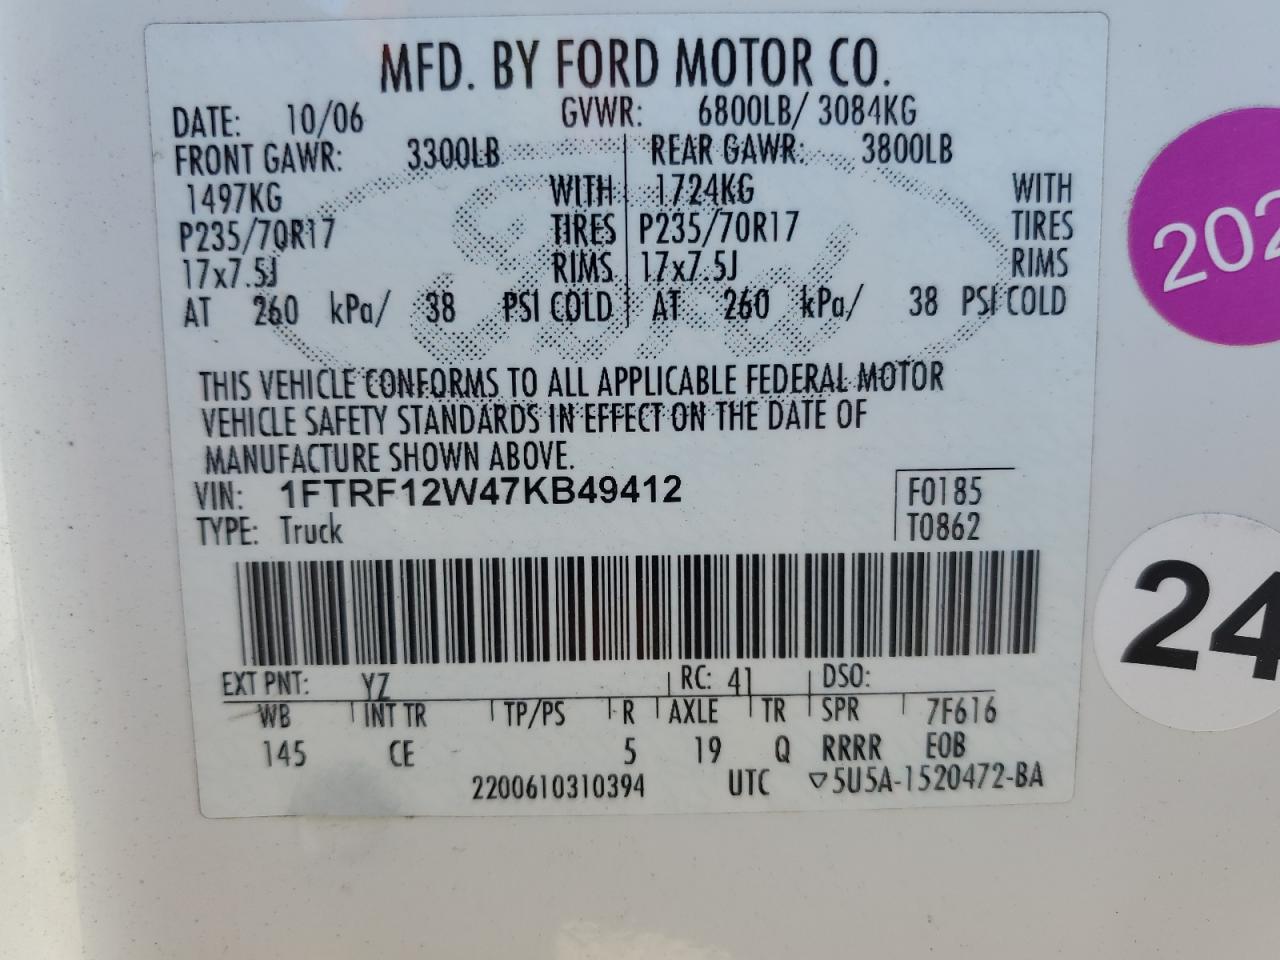 MFD. BY FORD MOTOR CO.
DATE: 10/06 GVWR: 6800LB/ 3084KG
FRONT GAWR: 3300LB REAR GAWR: 3800LB
1497KG WITH 1724KG WITH
P235/70R17 TIRES P235/70R17 TIRES
17x7.5J RIMS 17x7.5J RIMS
AT 260 kPa/ 38 PSI COLD AT 260 kPa/ 38 PSI COLD
THIS VEHICLE CONFORMS TO ALL APPLICABLE FEDERAL MOTOR
VEHICLE SAFETY STANDARDS IN EFFECT ON THE DATE OF
MANUFACTURE SHOWN ABOVE.
VIN: 1FTRF12W47KB49412 F0185
TYPE: Truck T0862
EXT PNT: YZ RC: 41 DSO:
WB INT TR TP/PS R AXLE TR SPR 7F616
145 CE 5 19 Q RRRR E0B
2200610310394 UTC ▽5U5A-1520472-BA
202
24